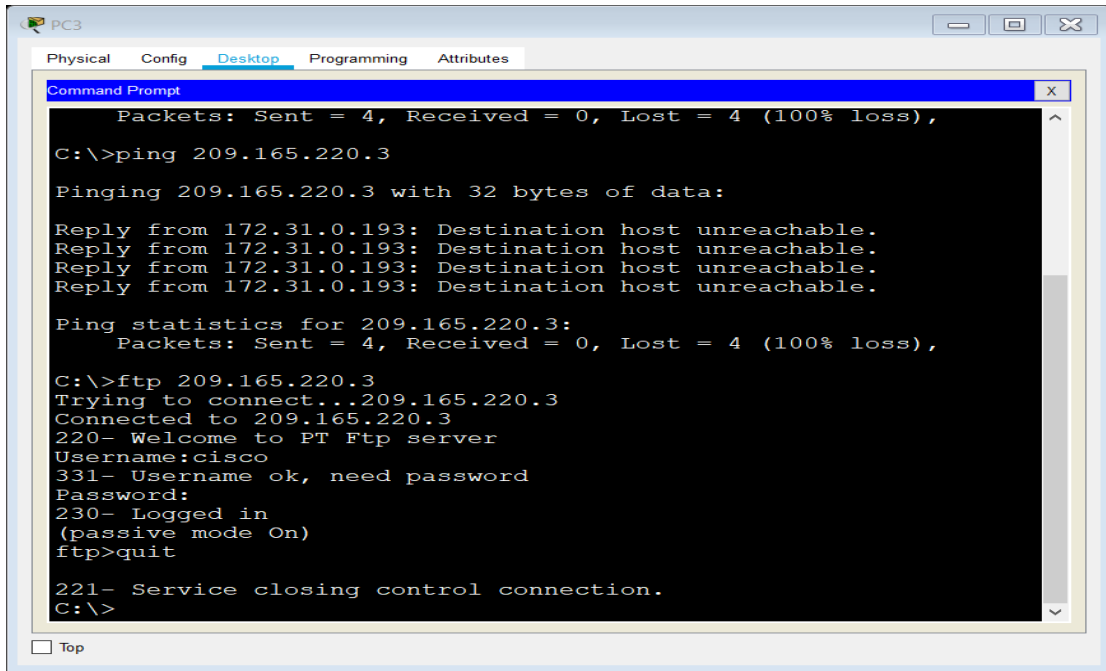 PC3
Physical Config Desktop Programming Attributes
Command Prompt X
Packets: Sent = 4, Received = 0, Lost = 4 (100% loss),
C:\>ping 209.165.220.3
Pinging 209.165.220.3 with 32 bytes of data:
Reply from 172.31.0.193: Destination host unreachable.
Reply from 172.31.0.193: Destination host unreachable.
Reply from 172.31.0.193: Destination host unreachable.
Reply from 172.31.0.193: Destination host unreachable.
Ping statistics for 209.165.220.3:
Packets: Sent = 4, Received = 0, Lost = 4 (100% loss),
C:\>ftp 209.165.220.3
Trying to connect...209.165.220.3
Connected to 209.165.220.3
220- Welcome to PT Ftp server
Username:cisco
331- Username ok, need password
Password:
230- Logged in
(passive mode On)
ftp>quit
221- Service closing control connection.
C:\>
Top